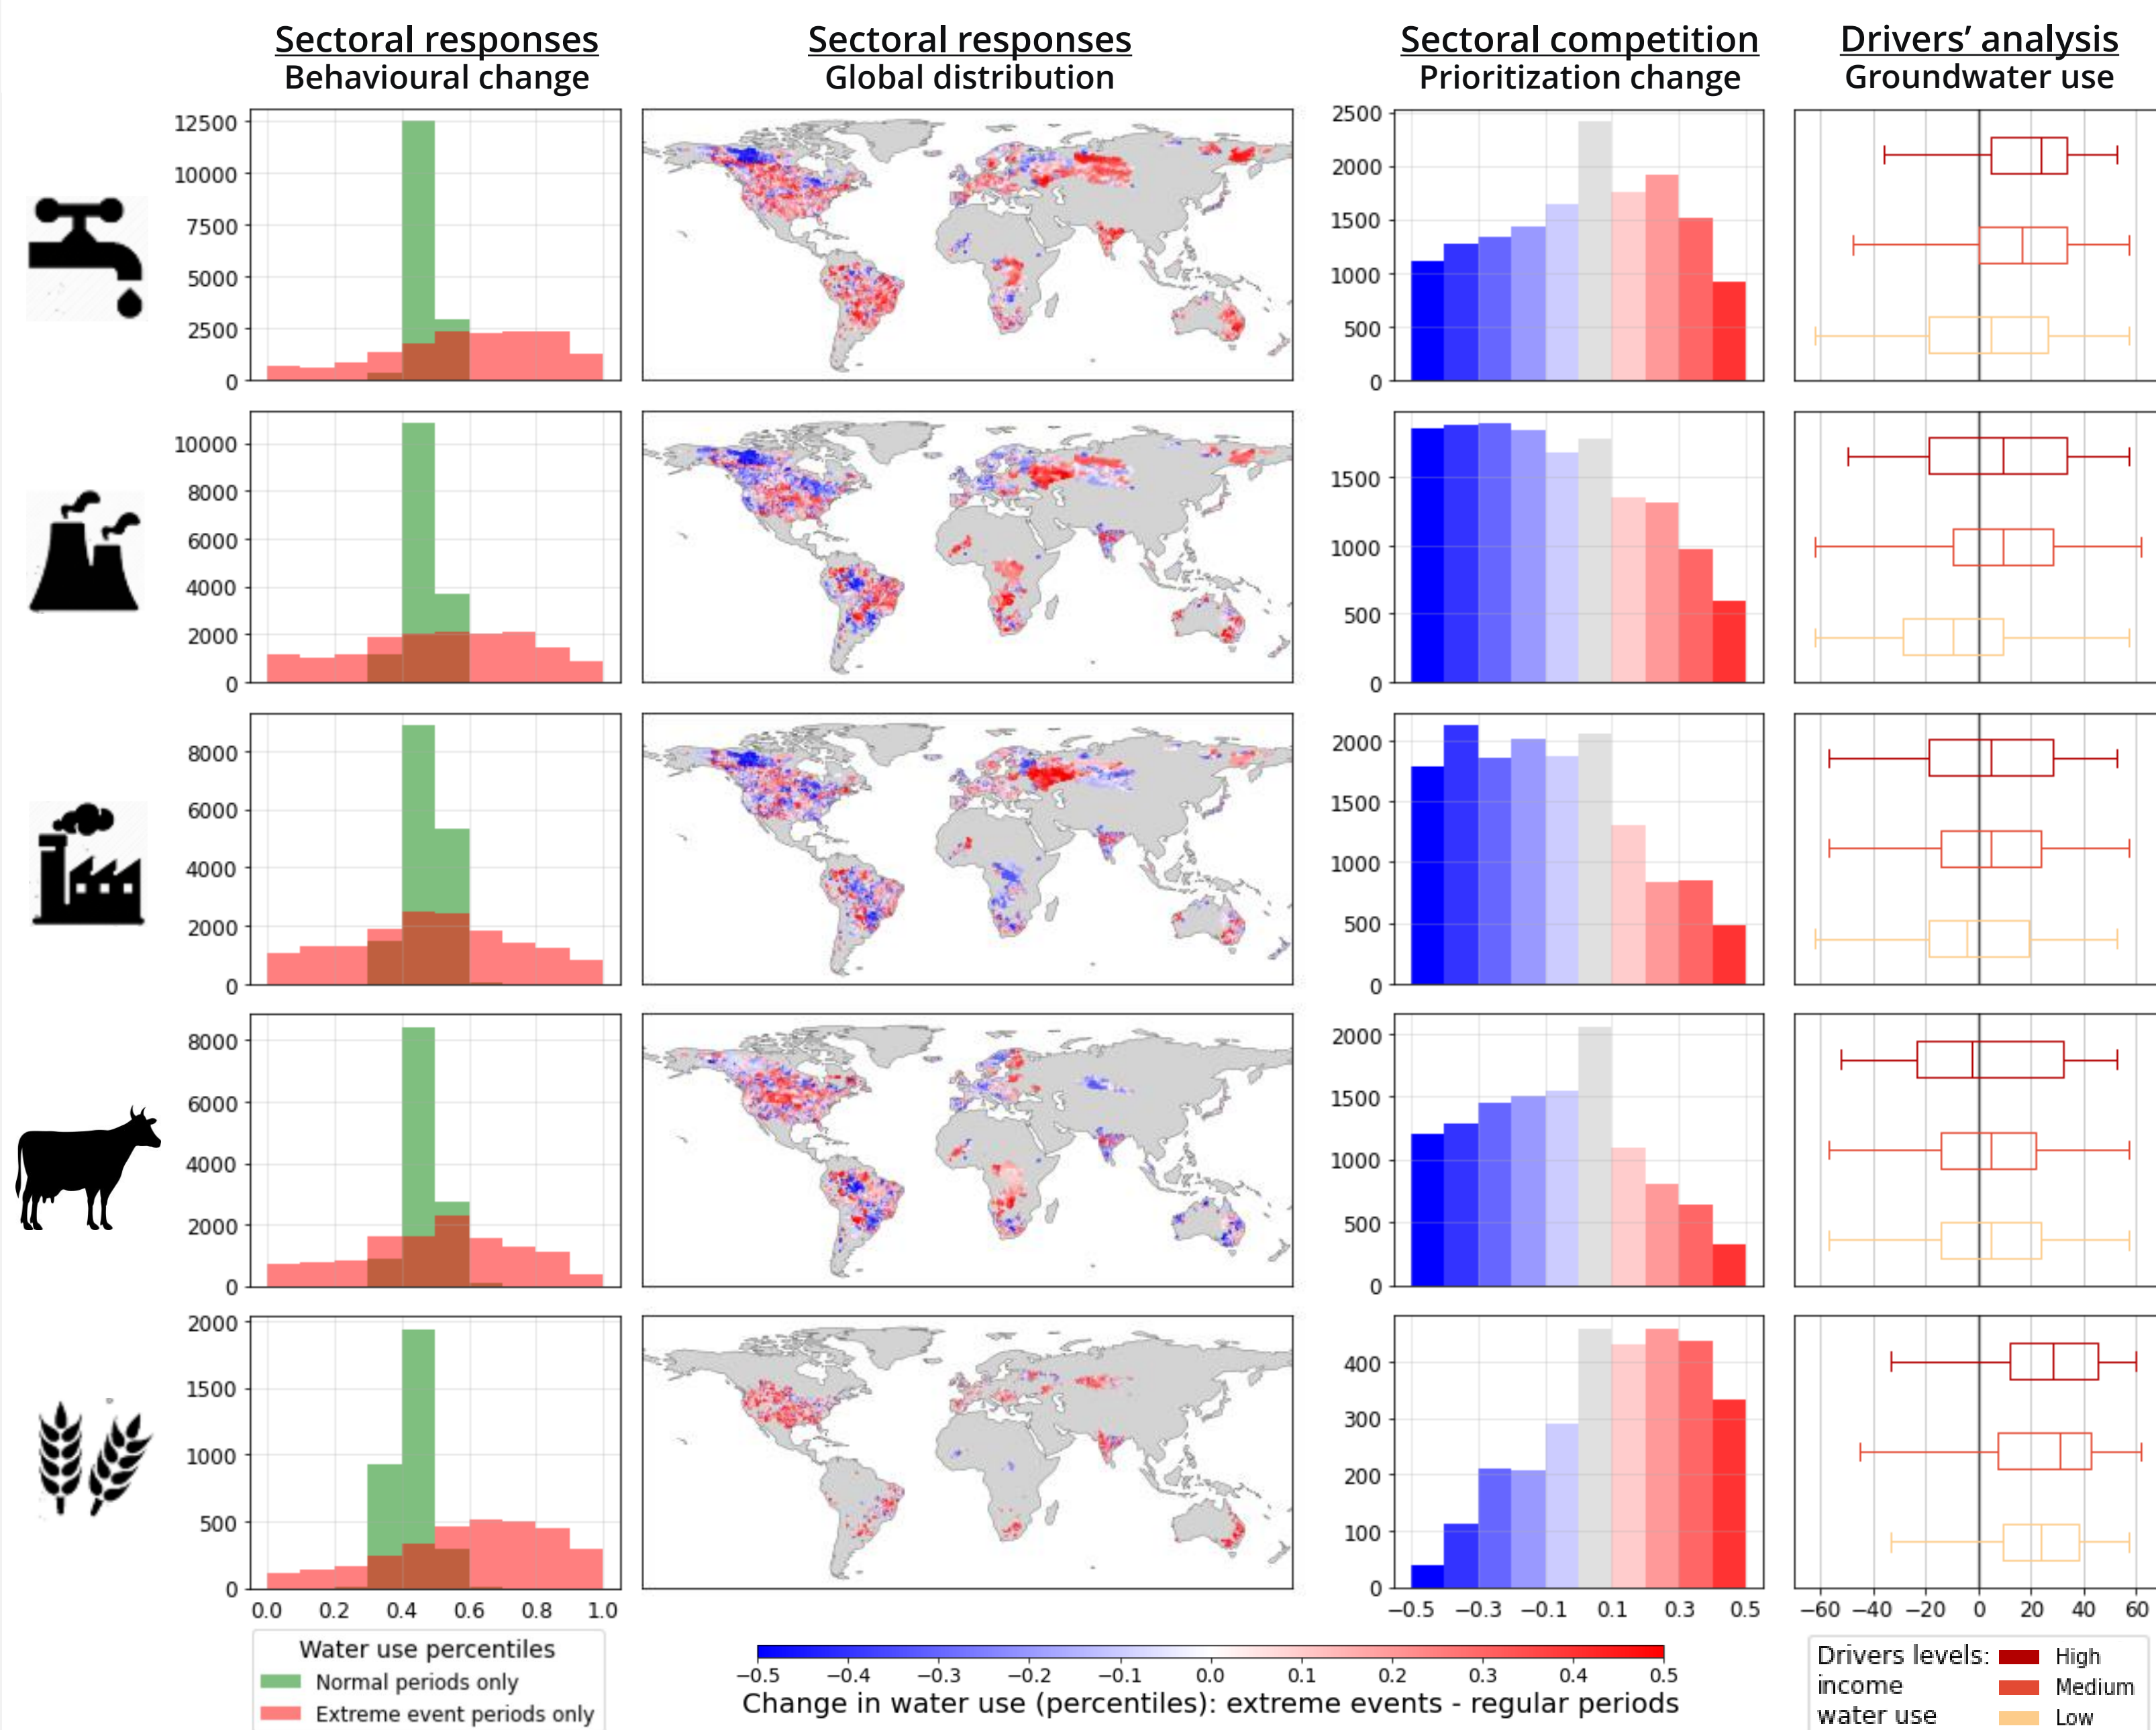 Sectoral responses
Behavioural change
Sectoral responses
Global distribution
Sectoral competition
Prioritization change
Drivers’ analysis
Groundwater use
12500
10000
7500
5000
2500
0
2500
2000
1500
1000
500
0
10000
8000
6000
4000
2000
0
1500
1000
500
0
8000
6000
4000
2000
0
2000
1500
1000
500
0
8000
6000
4000
2000
0
2000
1500
1000
500
0
2000
1500
1000
500
0
400
300
200
100
0
0.0 0.2 0.4 0.6 0.8 1.0
−0.5 −0.3 −0.1 0.1 0.3 0.5
−60 −40 −20 0 20 40 60
Water use percentiles
Normal periods only
Extreme event periods only
−0.5 −0.4 −0.3 −0.2 −0.1 0.0 0.1 0.2 0.3 0.4 0.5
Change in water use (percentiles): extreme events - regular periods
Drivers levels:
income
water use
High
Medium
Low